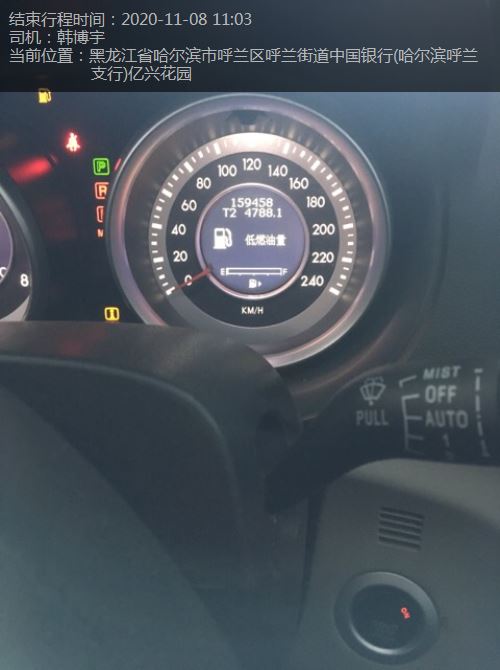 结束行程时间：2020-11-08 11:03
司机：韩博宇
当前位置：黑龙江省哈尔滨市呼兰区呼兰街道中国银行(哈尔滨呼兰
支行)亿兴花园
P
R
0
20
40
60
80
100
120
140
160
180
200
220
240
159458
T2 4788.1
低燃油量
E F
KM/H
8
MIST
OFF
AUTO
PULL
1